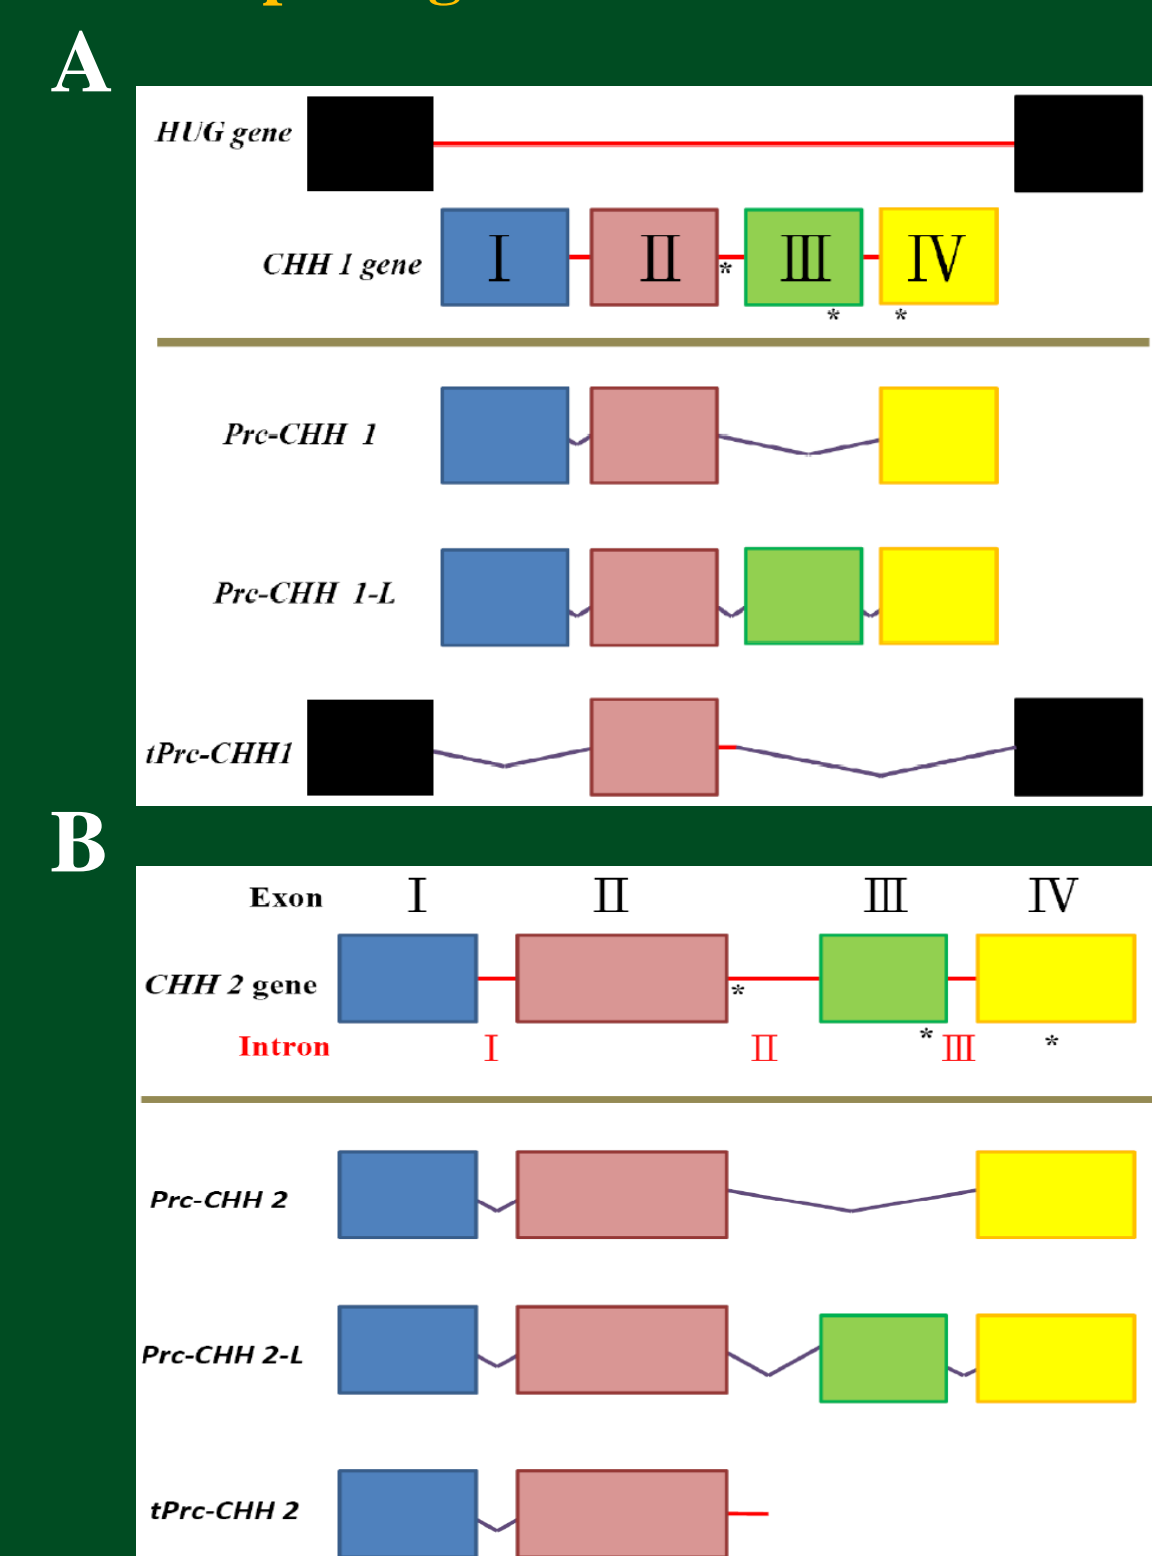 A
HUG gene
CHH 1 gene
I II III IV
*
* *
Prc-CHH 1
Prc-CHH 1-L
tPrc-CHH1
B
Exon I II III IV
CHH 2 gene
*
Intron I II * III *
Prc-CHH 2
Prc-CHH 2-L
tPrc-CHH 2